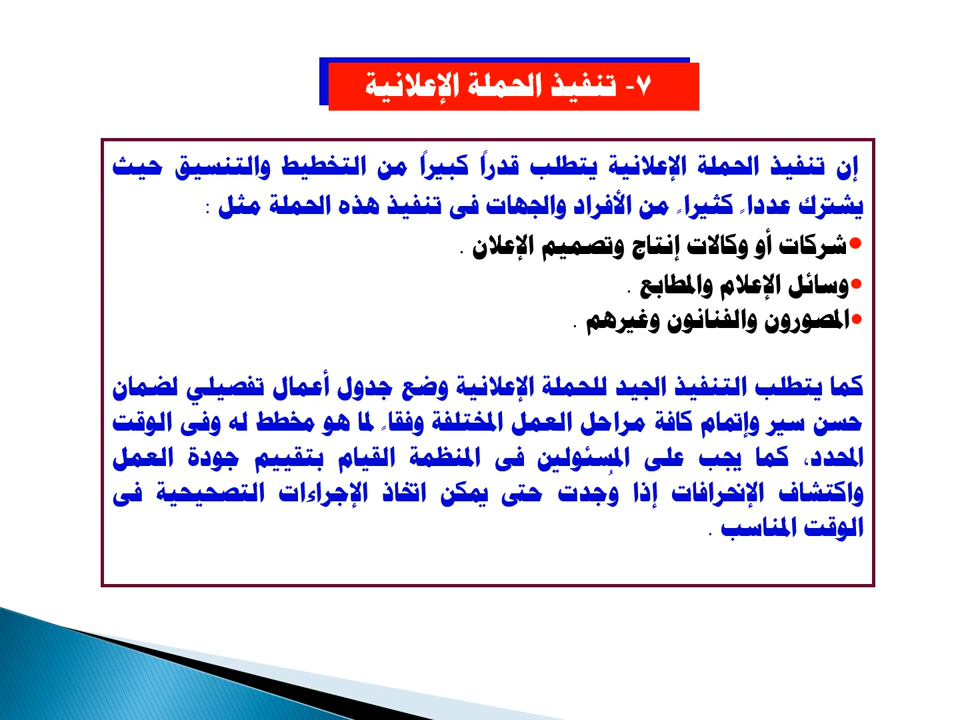 ٧- تنفيذ الحملة الإعلانية
إن تنفيذ الحملة الإعلانية يتطلب قدراً كبيراً من التخطيط والتنسيق حيث
يشترك عدداً كثيراً من الأفراد والجهات فى تنفيذ هذه الحملة مثل :
•شركات أو وكالات إنتاج وتصميم الإعلان .
•وسائل الإعلام والمطابع .
•المصورون والفنانون وغيرهم .
كما يتطلب التنفيذ الجيد للحملة الإعلانية وضع جدول أعمال تفصيلي لضمان
حسن سير وإتمام كافة مراحل العمل المختلفة وفقاً لما هو مخطط له وفى الوقت
المحدد، كما يجب على المسئولين فى المنظمة القيام بتقييم جودة العمل
واكتشاف الإنحرافات إذا وُجدت حتى يمكن اتخاذ الإجراءات التصحيحية فى
الوقت المناسب .